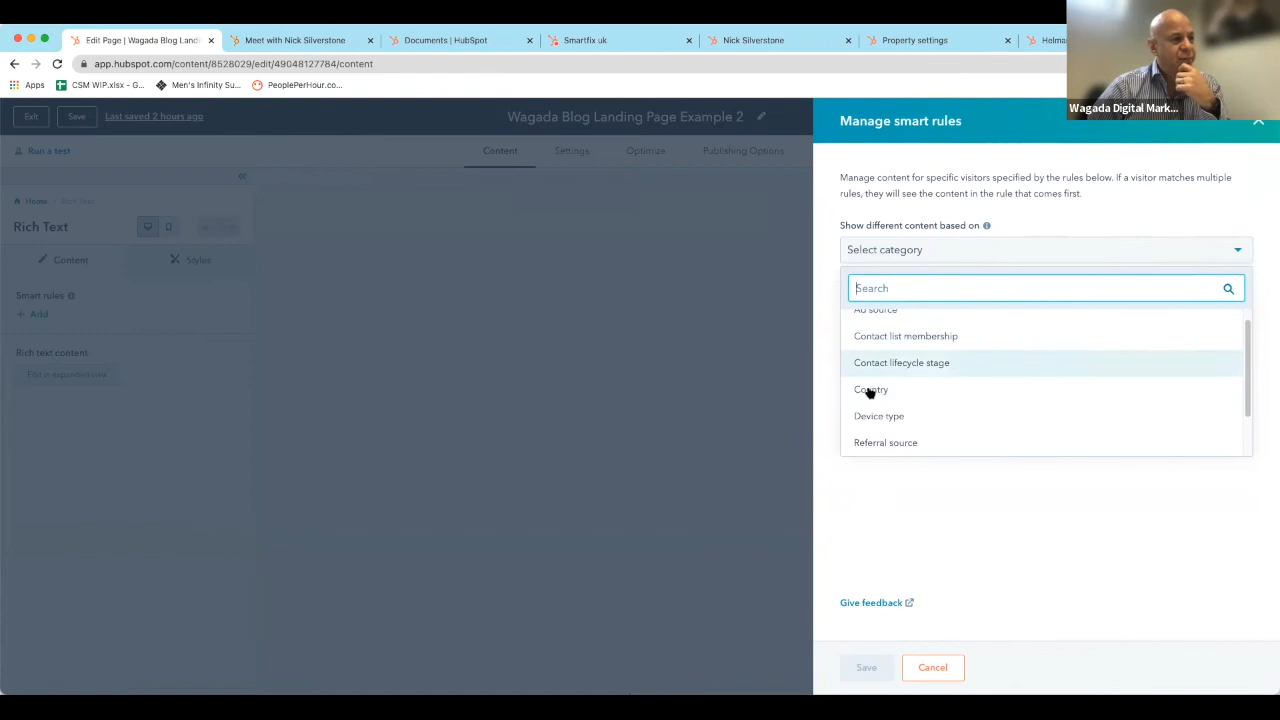 Edit Page | Wagada Blog Landi
Meet with Nick Silverstone
Documents | HubSpot
Smartfix uk
Nick Silverstone
Property settings
Helma
app.hubspot.com/content/8528029/edit/49048127784/content
Apps
CSM WIP.xlsx - G...
Men's Infinity Su...
PeoplePerHour.co...
Wagada Digital Mark...
Exit
Save
Last saved 2 hours ago
Wagada Blog Landing Page Example 2
Manage smart rules
Run a test
Content
Settings
Optimize
Publishing Options
Manage content for specific visitors specified by the rules below. If a visitor matches multiple
rules, they will see the content in the rule that comes first.
Home
Rich Text
Rich Text
Show different content based on
Select category
Content
Styles
Search
Smart rules
Add
Ad source
Contact list membership
Rich text content
Contact lifecycle stage
Edit in expanded view
Country
Device type
Referral source
Give feedback
Save
Cancel